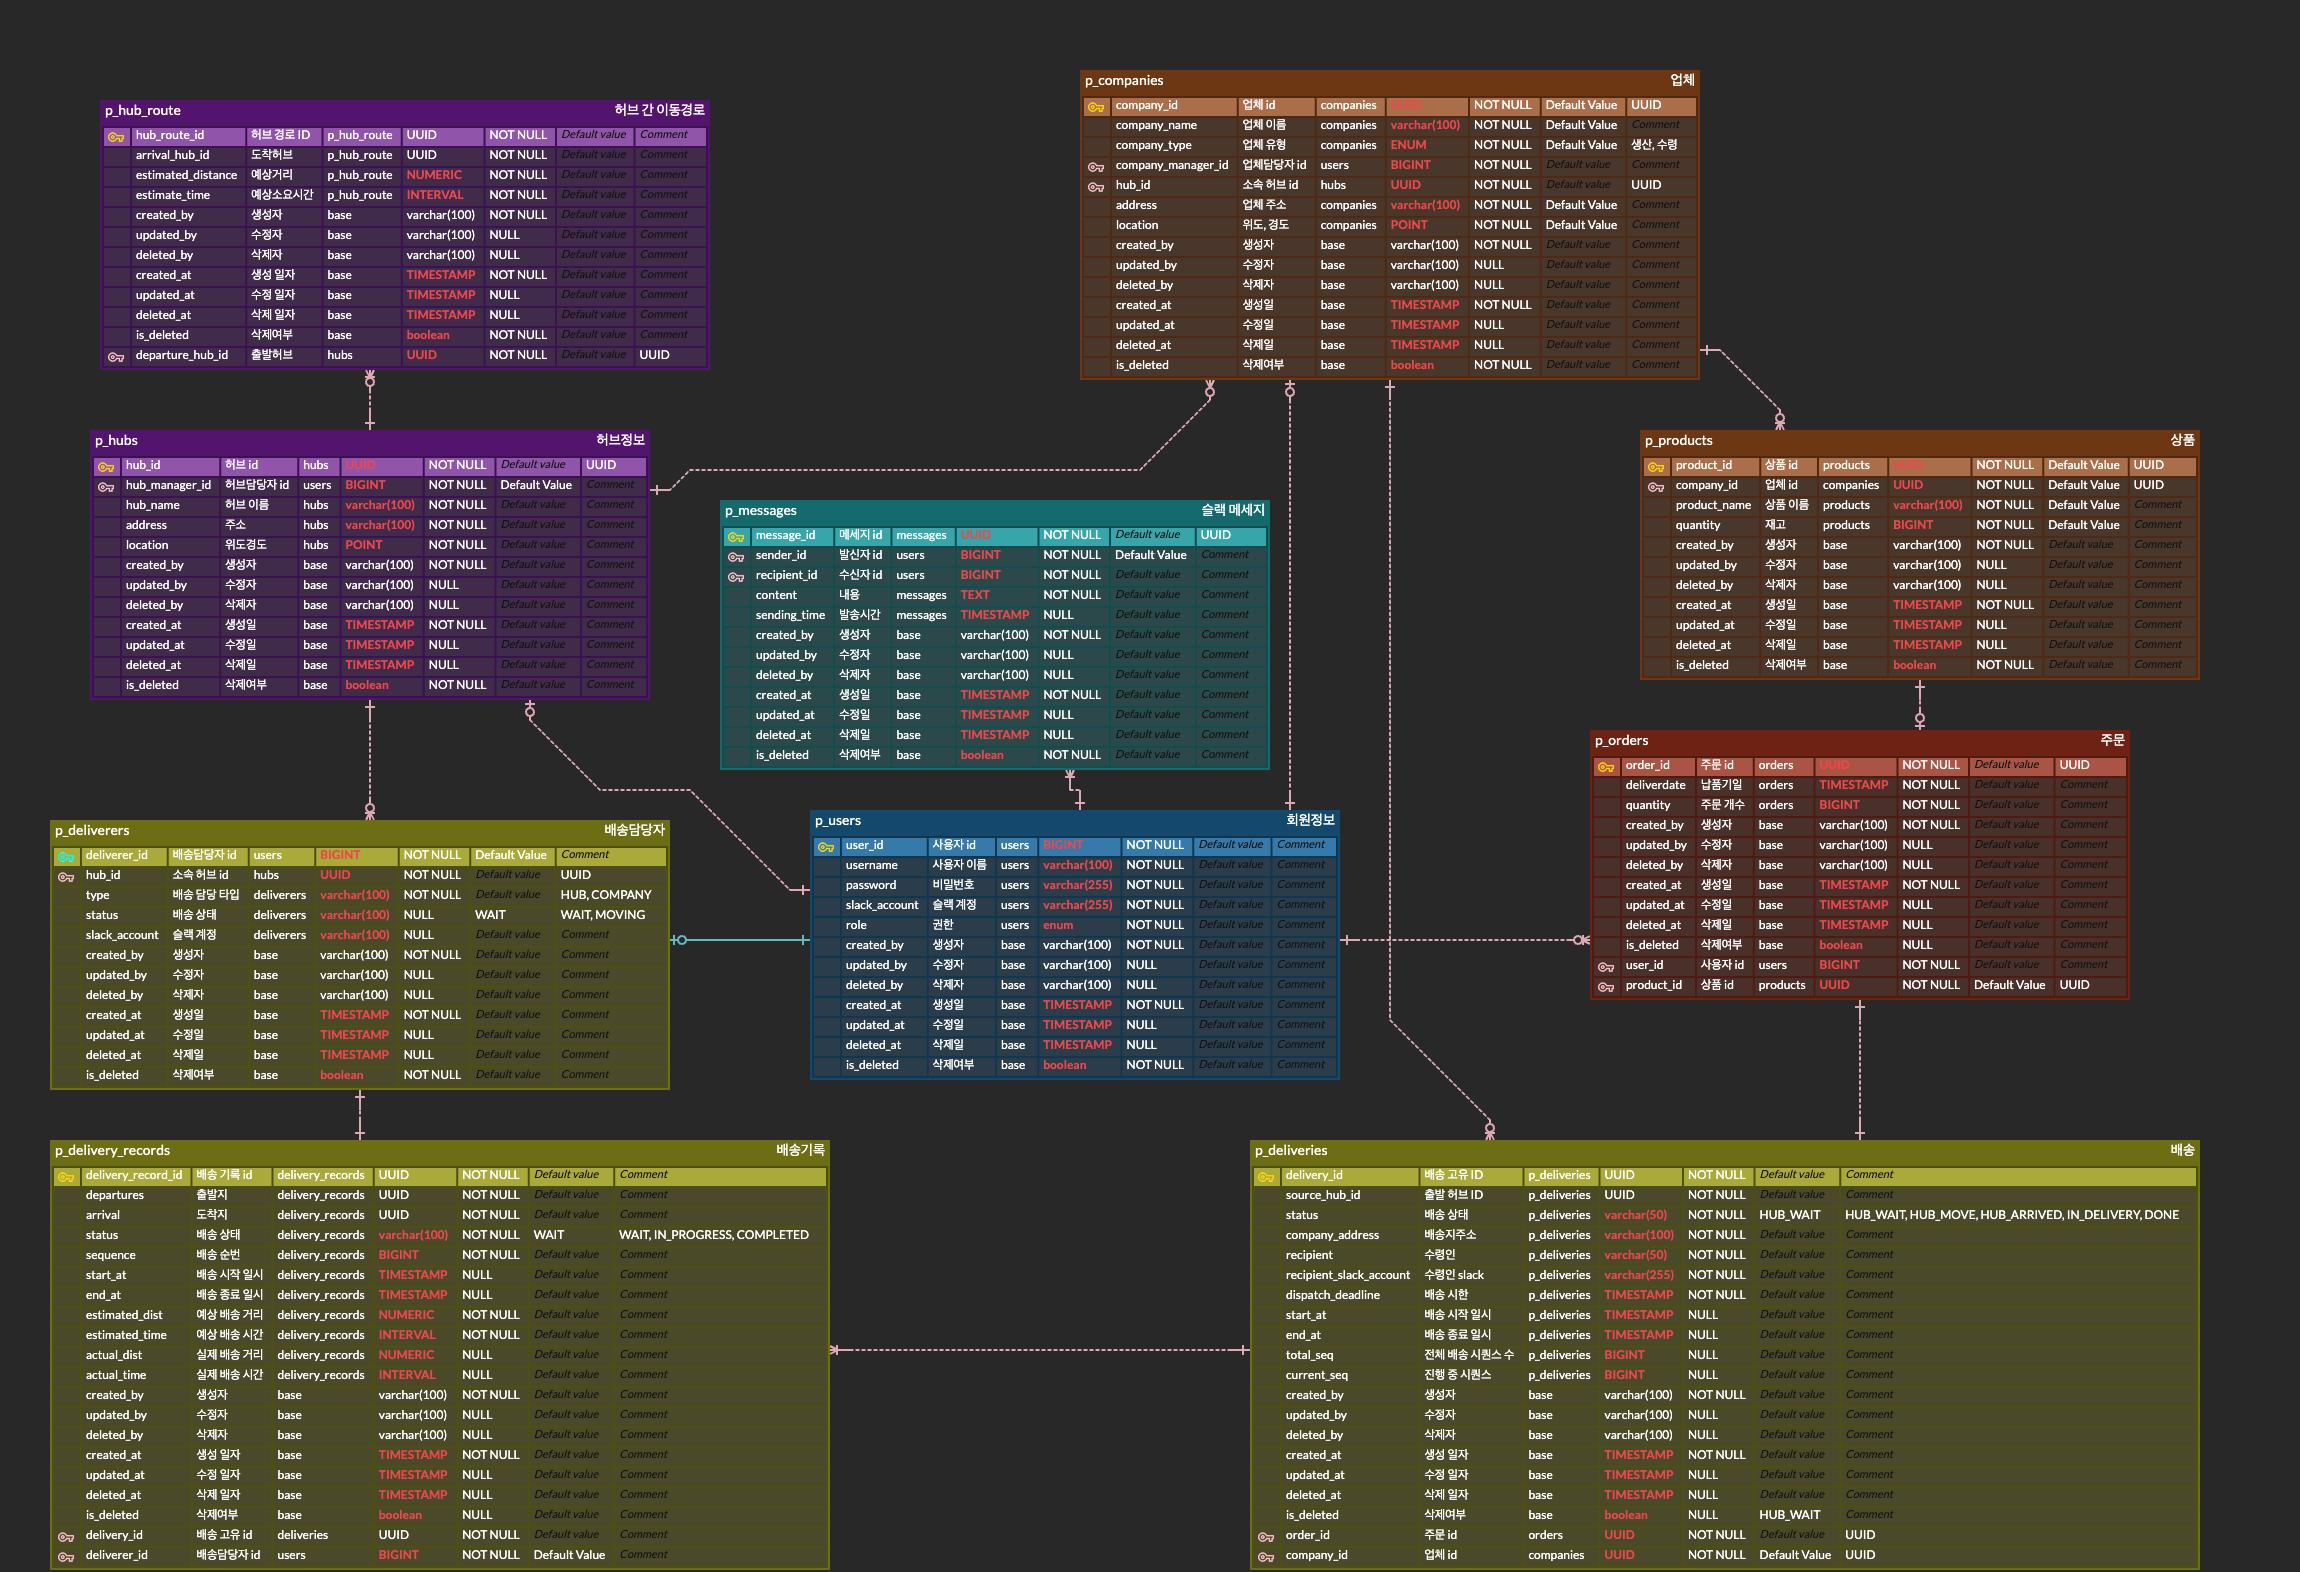 p_hub_route 허브 간 이동경로
hub_route_id 허브 경로 ID p_hub_route UUID NOT NULL Default value Comment
arrival_hub_id 도착허브 p_hub_route UUID NOT NULL Default value Comment
estimated_distance 예상거리 p_hub_route NUMERIC NOT NULL Default value Comment
estimate_time 예상소요시간 p_hub_route INTERVAL NOT NULL Default value Comment
created_by 생성자 base varchar(100) NOT NULL Default value Comment
updated_by 수정자 base varchar(100) NULL Default value Comment
deleted_by 삭제자 base varchar(100) NULL Default value Comment
created_at 생성 일자 base TIMESTAMP NOT NULL Default value Comment
updated_at 수정 일자 base TIMESTAMP NULL Default value Comment
deleted_at 삭제 일자 base TIMESTAMP NULL Default value Comment
is_deleted 삭제여부 base boolean NOT NULL Default value Comment
departure_hub_id 출발허브 hubs UUID NOT NULL Default value UUID
p_companies 업체
company_id 업체 id companies UUID NOT NULL Default Value UUID
company_name 업체 이름 companies varchar(100) NOT NULL Default Value Comment
company_type 업체 유형 companies ENUM NOT NULL Default Value 생산, 수령
company_manager_id 업체담당자 id users BIGINT NOT NULL Default value Comment
hub_id 소속 허브 id hubs UUID NOT NULL Default value UUID
address 업체 주소 companies varchar(100) NOT NULL Default Value Comment
location 위도, 경도 companies POINT NOT NULL Default Value Comment
created_by 생성자 base varchar(100) NOT NULL Default value Comment
updated_by 수정자 base varchar(100) NULL Default value Comment
deleted_by 삭제자 base varchar(100) NULL Default value Comment
created_at 생성일 base TIMESTAMP NOT NULL Default value Comment
updated_at 수정일 base TIMESTAMP NULL Default value Comment
deleted_at 삭제일 base TIMESTAMP NULL Default value Comment
is_deleted 삭제여부 base boolean NOT NULL Default value Comment
p_hubs 허브정보
hub_id 허브 id hubs UUID NOT NULL Default value UUID
hub_manager_id 허브담당자 id users BIGINT NOT NULL Default Value Comment
hub_name 허브 이름 hubs varchar(100) NOT NULL Default value Comment
address 주소 hubs varchar(100) NOT NULL Default value Comment
location 위도경도 hubs POINT NOT NULL Default value Comment
created_by 생성자 base varchar(100) NOT NULL Default value Comment
updated_by 수정자 base varchar(100) NULL Default value Comment
deleted_by 삭제자 base varchar(100) NULL Default value Comment
created_at 생성일 base TIMESTAMP NOT NULL Default value Comment
updated_at 수정일 base TIMESTAMP NULL Default value Comment
deleted_at 삭제일 base TIMESTAMP NULL Default value Comment
is_deleted 삭제여부 base boolean NOT NULL Default value Comment
p_messages 슬랙 메세지
message_id 메세지 id messages UUID NOT NULL Default value UUID
sender_id 발신자 id users BIGINT NOT NULL Default Value Comment
recipient_id 수신자 id users BIGINT NOT NULL Default value Comment
content 내용 messages TEXT NOT NULL Default value Comment
sending_time 발송시간 messages TIMESTAMP NULL Default value Comment
created_by 생성자 base varchar(100) NOT NULL Default value Comment
updated_by 수정자 base varchar(100) NULL Default value Comment
deleted_by 삭제자 base varchar(100) NULL Default value Comment
created_at 생성일 base TIMESTAMP NOT NULL Default value Comment
updated_at 수정일 base TIMESTAMP NULL Default value Comment
deleted_at 삭제일 base TIMESTAMP NULL Default value Comment
is_deleted 삭제여부 base boolean NOT NULL Default value Comment
p_products 상품
product_id 상품 id products UUID NOT NULL Default Value UUID
company_id 업체 id companies UUID NOT NULL Default Value UUID
product_name 상품 이름 products varchar(100) NOT NULL Default Value Comment
quantity 재고 products BIGINT NOT NULL Default Value Comment
created_by 생성자 base varchar(100) NOT NULL Default value Comment
updated_by 수정자 base varchar(100) NULL Default value Comment
deleted_by 삭제자 base varchar(100) NULL Default value Comment
created_at 생성일 base TIMESTAMP NOT NULL Default value Comment
updated_at 수정일 base TIMESTAMP NULL Default value Comment
deleted_at 삭제일 base TIMESTAMP NULL Default value Comment
is_deleted 삭제여부 base boolean NOT NULL Default value Comment
p_deliverers 배송담당자
deliverer_id 배송담당자 id users BIGINT NOT NULL Default Value Comment
hub_id 소속 허브 id hubs UUID NOT NULL Default value UUID
type 배송 담당 타입 deliverers varchar(100) NOT NULL Default value HUB, COMPANY
status 배송 상태 deliverers varchar(100) NULL WAIT WAIT, MOVING
slack_account 슬랙 계정 deliverers varchar(100) NULL Default value Comment
created_by 생성자 base varchar(100) NOT NULL Default value Comment
updated_by 수정자 base varchar(100) NULL Default value Comment
deleted_by 삭제자 base varchar(100) NULL Default value Comment
created_at 생성일 base TIMESTAMP NOT NULL Default value Comment
updated_at 수정일 base TIMESTAMP NULL Default value Comment
deleted_at 삭제일 base TIMESTAMP NULL Default value Comment
is_deleted 삭제여부 base boolean NOT NULL Default value Comment
p_users 회원정보
user_id 사용자 id users BIGINT NOT NULL Default value Comment
username 사용자 이름 users varchar(100) NOT NULL Default value Comment
password 비밀번호 users varchar(255) NOT NULL Default value Comment
slack_account 슬랙 계정 users varchar(255) NOT NULL Default value Comment
role 권한 users enum NOT NULL Default value Comment
created_by 생성자 base varchar(100) NOT NULL Default value Comment
updated_by 수정자 base varchar(100) NULL Default value Comment
deleted_by 삭제자 base varchar(100) NULL Default value Comment
created_at 생성일 base TIMESTAMP NOT NULL Default value Comment
updated_at 수정일 base TIMESTAMP NULL Default value Comment
deleted_at 삭제일 base TIMESTAMP NULL Default value Comment
is_deleted 삭제여부 base boolean NOT NULL Default value Comment
p_orders 주문
order_id 주문 id orders UUID NOT NULL Default value UUID
deliverdate 납품기일 orders TIMESTAMP NOT NULL Default value Comment
quantity 주문 개수 orders BIGINT NOT NULL Default value Comment
created_by 생성자 base varchar(100) NOT NULL Default value Comment
updated_by 수정자 base varchar(100) NULL Default value Comment
deleted_by 삭제자 base varchar(100) NULL Default value Comment
created_at 생성일 base TIMESTAMP NOT NULL Default value Comment
updated_at 수정일 base TIMESTAMP NULL Default value Comment
deleted_at 삭제일 base TIMESTAMP NULL Default value Comment
is_deleted 삭제여부 base boolean NULL Default value Comment
user_id 사용자 id users BIGINT NOT NULL Default value Comment
product_id 상품 id products UUID NOT NULL Default Value UUID
p_delivery_records 배송기록
delivery_record_id 배송 기록 id delivery_records UUID NOT NULL Default value Comment
departures 출발지 delivery_records UUID NOT NULL Default value Comment
arrival 도착지 delivery_records UUID NOT NULL Default value Comment
status 배송 상태 delivery_records varchar(100) NOT NULL WAIT WAIT, IN_PROGRESS, COMPLETED
sequence 배송 순번 delivery_records BIGINT NOT NULL Default value Comment
start_at 배송 시작 일시 delivery_records TIMESTAMP NULL Default value Comment
end_at 배송 종료 일시 delivery_records TIMESTAMP NULL Default value Comment
estimated_dist 예상 배송 거리 delivery_records NUMERIC NOT NULL Default value Comment
estimated_time 예상 배송 시간 delivery_records INTERVAL NOT NULL Default value Comment
actual_dist 실제 배송 거리 delivery_records NUMERIC NULL Default value Comment
actual_time 실제 배송 시간 delivery_records INTERVAL NULL Default value Comment
created_by 생성자 base varchar(100) NOT NULL Default value Comment
updated_by 수정자 base varchar(100) NULL Default value Comment
deleted_by 삭제자 base varchar(100) NULL Default value Comment
created_at 생성 일자 base TIMESTAMP NOT NULL Default value Comment
updated_at 수정 일자 base TIMESTAMP NULL Default value Comment
deleted_at 삭제 일자 base TIMESTAMP NULL Default value Comment
is_deleted 삭제여부 base boolean NULL Default value Comment
delivery_id 배송 고유 id deliveries UUID NOT NULL Default value Comment
deliverer_id 배송담당자 id users BIGINT NOT NULL Default Value Comment
p_deliveries 배송
delivery_id 배송 고유 ID p_deliveries UUID NOT NULL Default value Comment
source_hub_id 출발 허브 ID p_deliveries UUID NOT NULL Default value Comment
status 배송 상태 p_deliveries varchar(50) NOT NULL HUB_WAIT HUB_WAIT, HUB_MOVE, HUB_ARRIVED, IN_DELIVERY, DONE
company_address 배송지주소 p_deliveries varchar(100) NOT NULL Default value Comment
recipient 수령인 p_deliveries varchar(50) NOT NULL Default value Comment
recipient_slack_account 수령인 slack p_deliveries varchar(255) NOT NULL Default value Comment
dispatch_deadline 배송 시한 p_deliveries TIMESTAMP NOT NULL Default value Comment
start_at 배송 시작 일시 p_deliveries TIMESTAMP NULL Default value Comment
end_at 배송 종료 일시 p_deliveries TIMESTAMP NULL Default value Comment
total_seq 전체 배송 시퀀스 수 p_deliveries BIGINT NULL Default value Comment
current_seq 진행 중 시퀀스 p_deliveries BIGINT NULL Default value Comment
created_by 생성자 base varchar(100) NOT NULL Default value Comment
updated_by 수정자 base varchar(100) NULL Default value Comment
deleted_by 삭제자 base varchar(100) NULL Default value Comment
created_at 생성 일자 base TIMESTAMP NOT NULL Default value Comment
updated_at 수정 일자 base TIMESTAMP NULL Default value Comment
deleted_at 삭제 일자 base TIMESTAMP NULL Default value Comment
is_deleted 삭제여부 base boolean NULL HUB_WAIT Comment
order_id 주문 id orders UUID NOT NULL Default value UUID
company_id 업체 id companies UUID NOT NULL Default Value UUID